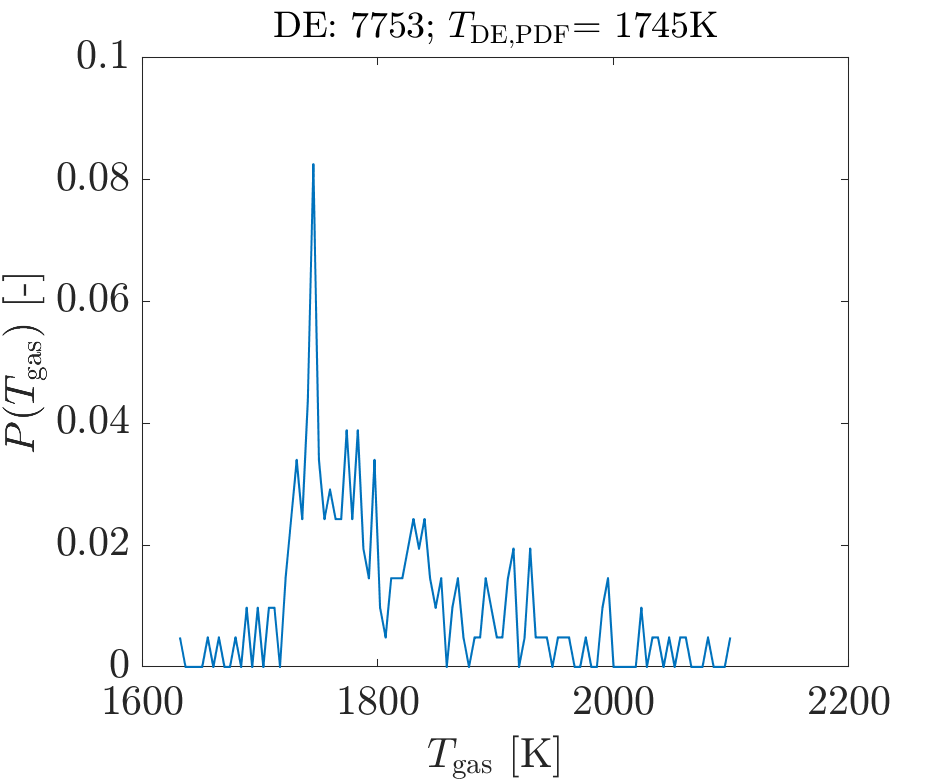 DE: 7753; T_DE,PDF= 1745K
0.1
0.08
0.06
0.04
0.02
0
P(T_gas) [-]
1600 1800 2000 2200
T_gas [K]